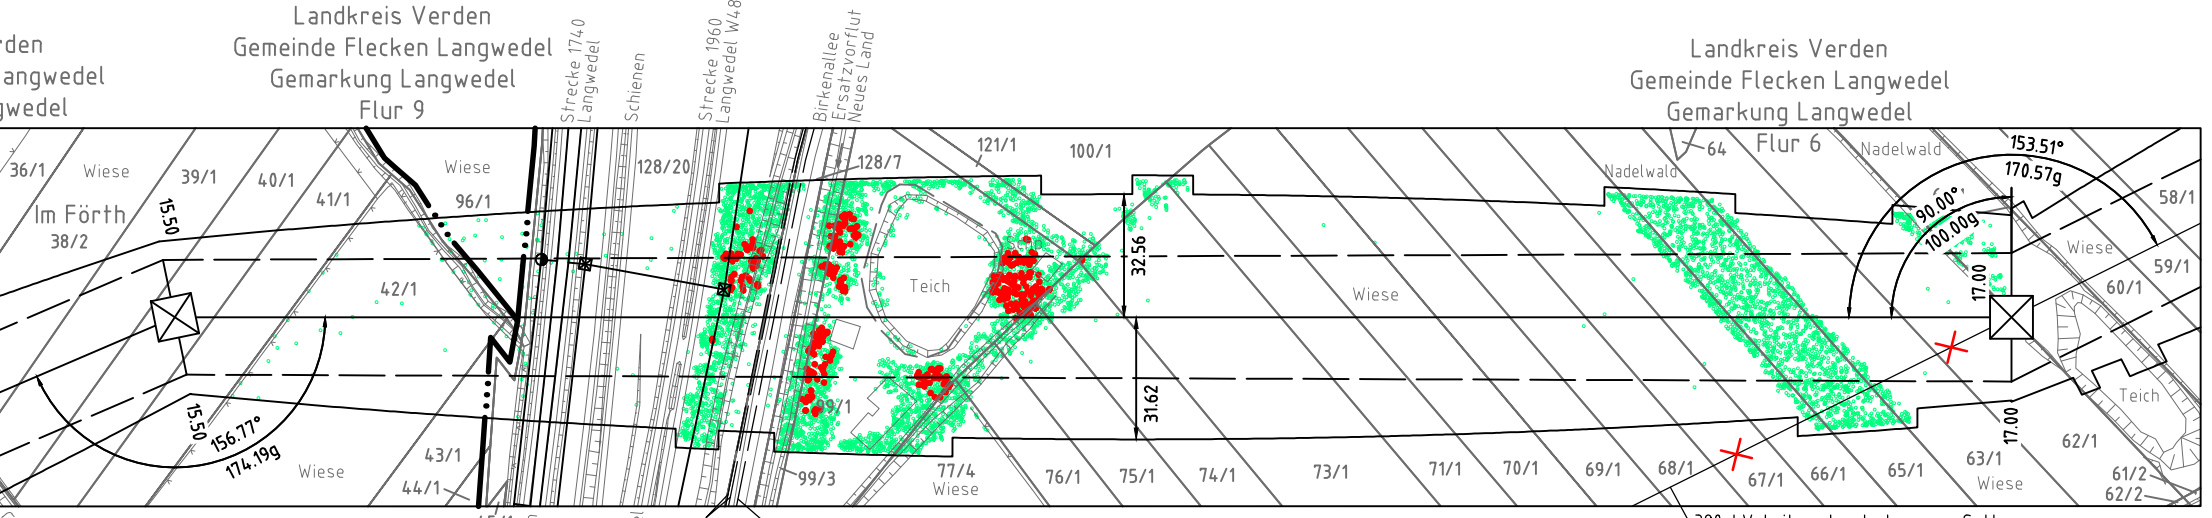 rden
angwedel
gwedel
Landkreis Verden
Gemeinde Flecken Langwedel
Gemarkung Langwedel
Flur 9
Strecke 1740
Langwedel
Schienen
Strecke 1960
Langwedel W48
Birkenallee
Ersatzvorflut
Neues Land
Landkreis Verden
Gemeinde Flecken Langwedel
Gemarkung Langwedel
Flur 6
36/1
Wiese
39/1
40/1
41/1
Im Förth
38/2
15.50
Wiese
96/1
128/20
128/7
121/1
100/1
Nadelwald
64
Nadelwald
153.51°
170.57g
90.00°
100.00g
58/1
Wiese
59/1
60/1
17.00
42/1
Teich
32.56
Wiese
31.62
99/1
15.50
156.77°
174.19g
Wiese
43/1
44/1
99/3
77/4
Wiese
76/1
75/1
74/1
73/1
71/1
70/1
69/1
68/1
67/1
66/1
65/1
63/1
Wiese
17.00
Teich
62/1
61/2
62/2